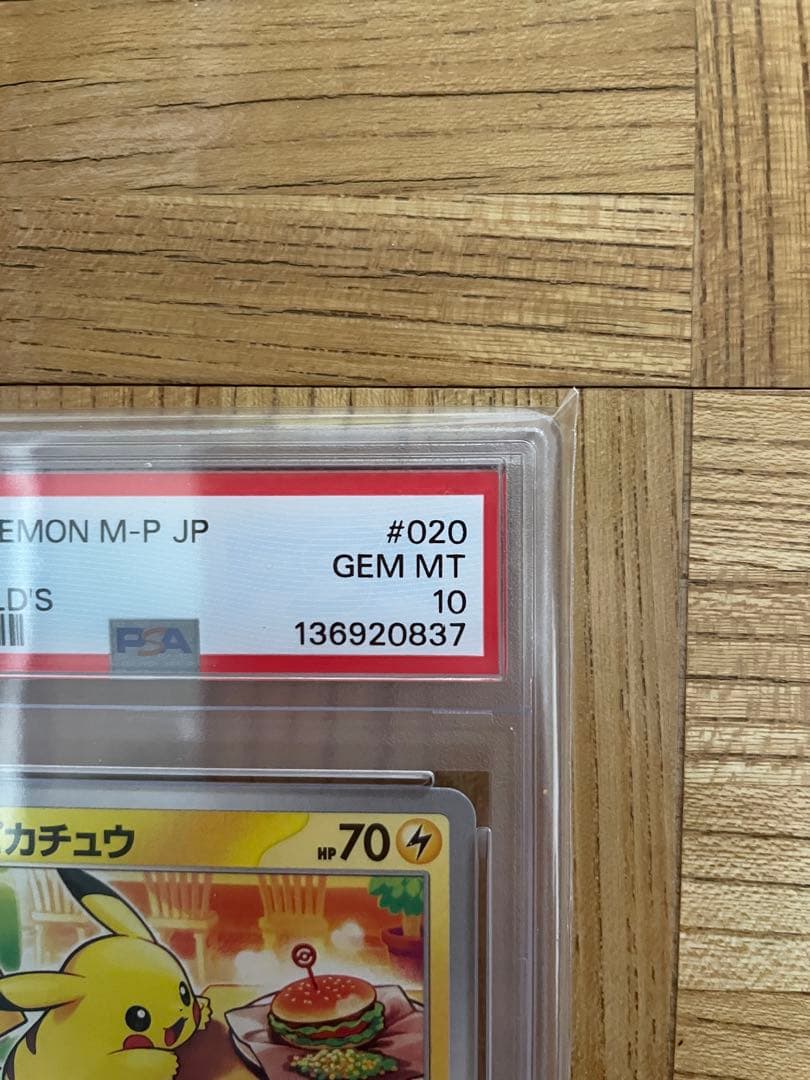 EMON M-P JP #020
GEM MT
LD'S 10
PSA 136920837
カチュウ HP70